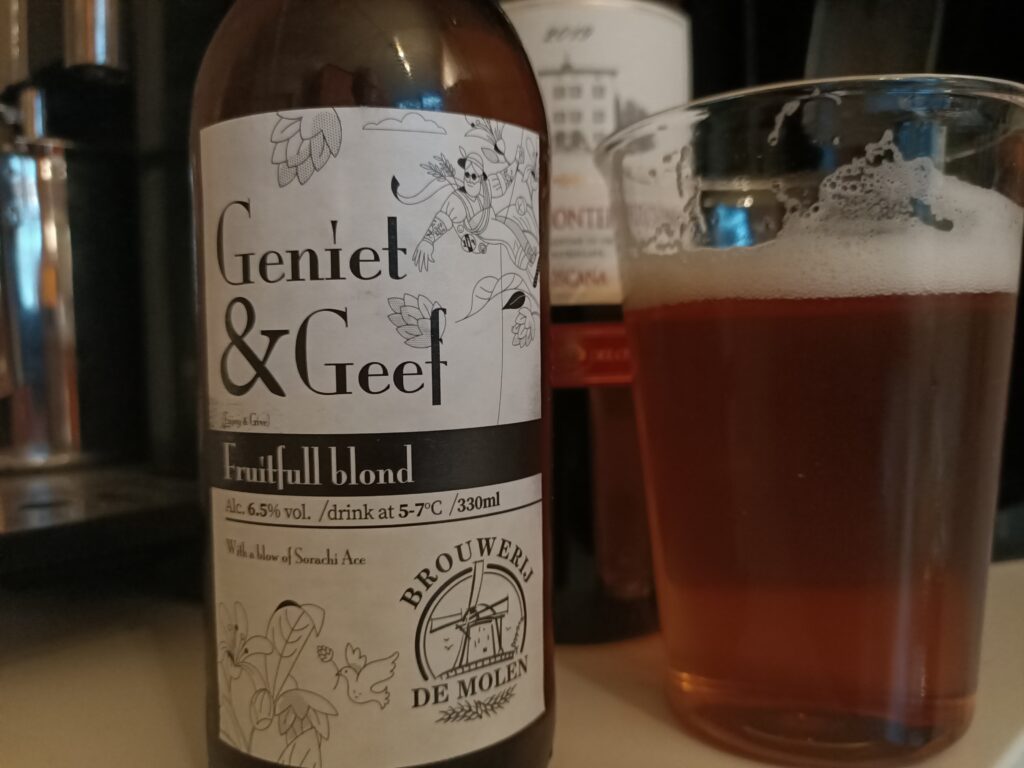 Geniet
& Geef
(Enjoy & Give)
Fruitfull blond
Alc. 6.5% vol. /drink at 5-7°C /330ml
With a blow of Sorachi Ace
BROUWERIJ
DE MOLEN
2019